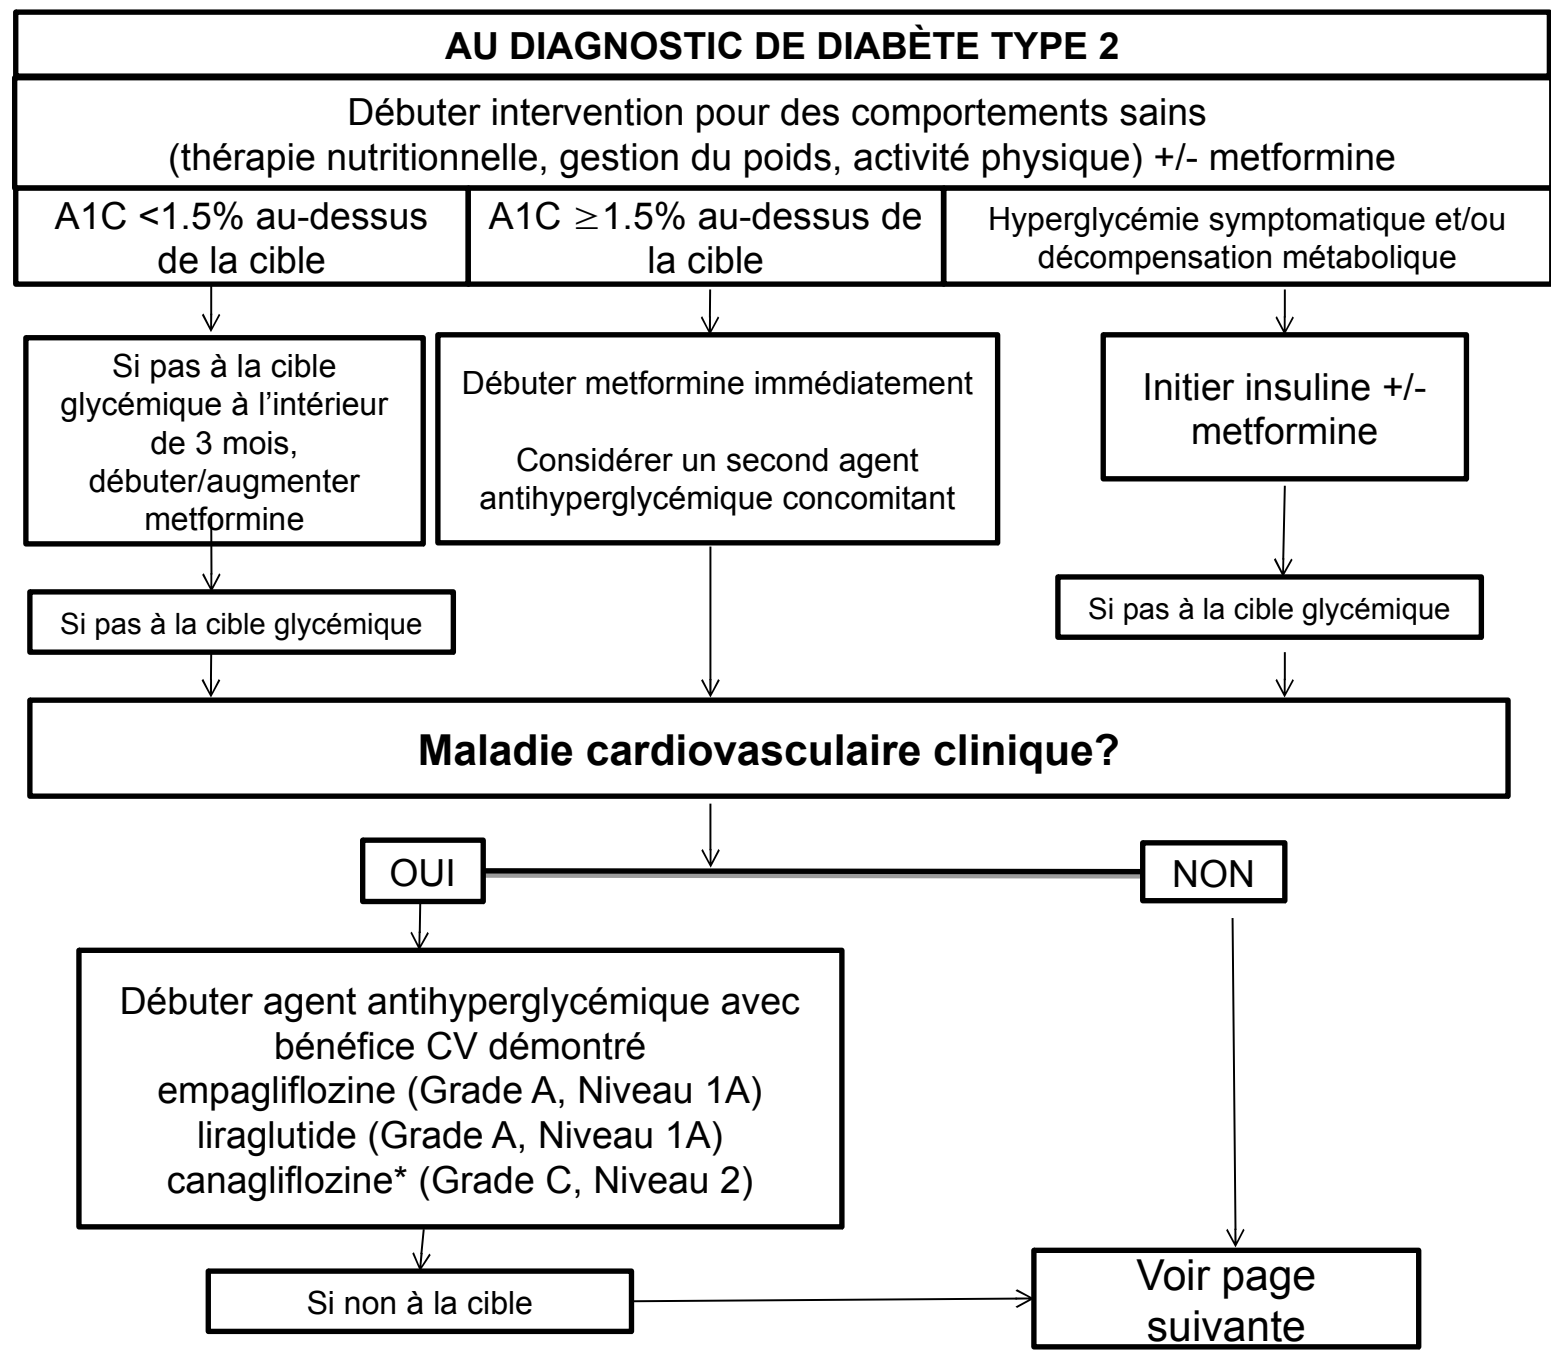 AU DIAGNOSTIC DE DIABÈTE TYPE 2
Débuter intervention pour des comportements sains
(thérapie nutritionnelle, gestion du poids, activité physique) +/- metformine
A1C <1.5% au-dessus
de la cible
A1C ≥1.5% au-dessus de
la cible
Hyperglycémie symptomatique et/ou
décompensation métabolique
Si pas à la cible
glycémique à l’intérieur
de 3 mois,
débuter/augmenter
metformine
Débuter metformine immédiatement
Considérer un second agent
antihyperglycémique concomitant
Initier insuline +/-
metformine
Si pas à la cible glycémique
Si pas à la cible glycémique
Maladie cardiovasculaire clinique?
OUI
NON
Débuter agent antihyperglycémique avec
bénéfice CV démontré
empagliflozine (Grade A, Niveau 1A)
liraglutide (Grade A, Niveau 1A)
canagliflozine* (Grade C, Niveau 2)
Si non à la cible
Voir page
suivante